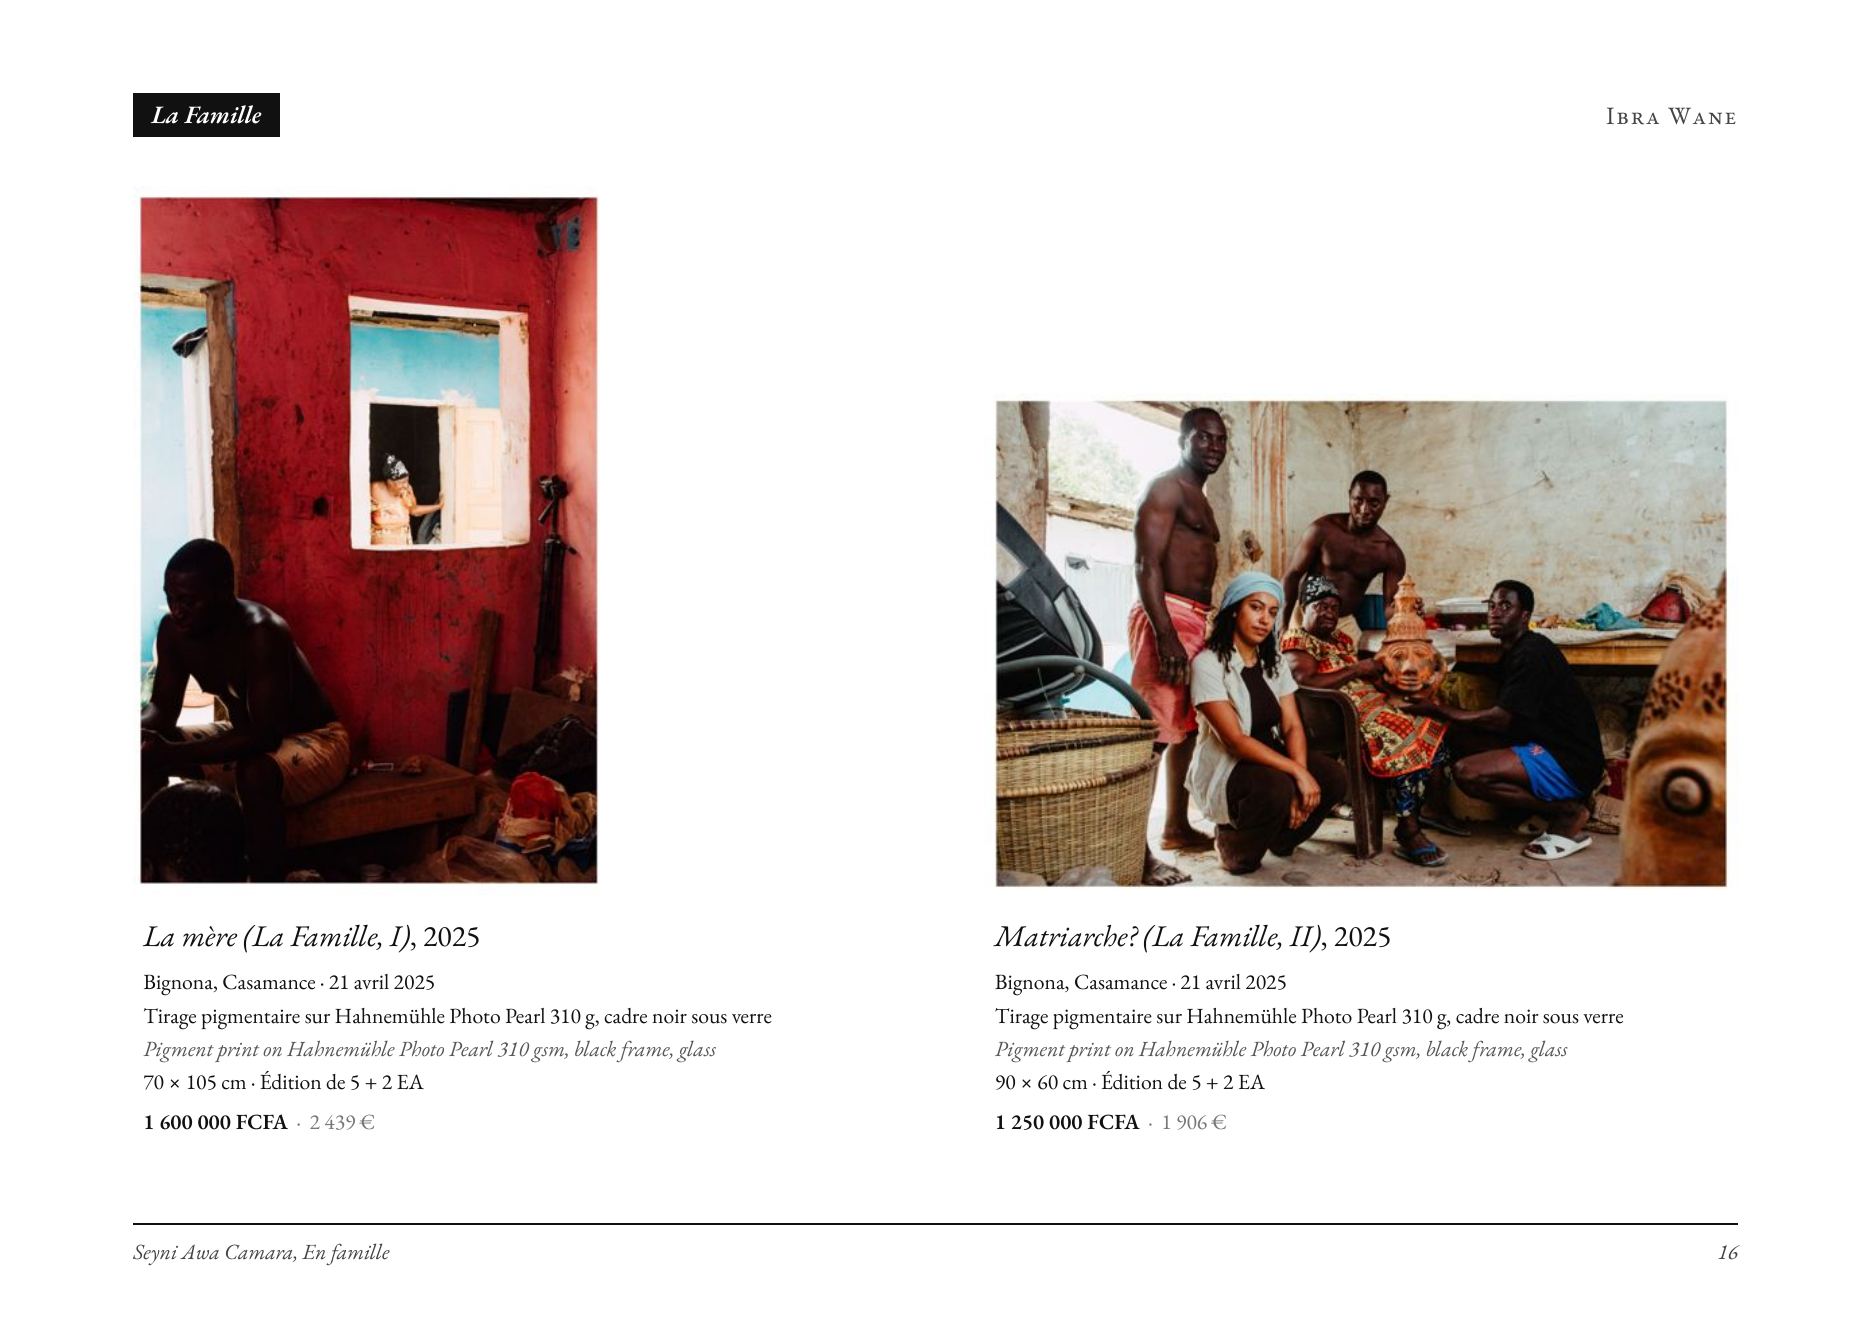 La Famille
Ibra Wane
La mère (La Famille, I), 2025
Bignona, Casamance · 21 avril 2025
Tirage pigmentaire sur Hahnemühle Photo Pearl 310 g, cadre noir sous verre
Pigment print on Hahnemühle Photo Pearl 310 gsm, black frame, glass
70 × 105 cm · Édition de 5 + 2 EA
1 600 000 FCFA · 2 439 €
Matriarche? (La Famille, II), 2025
Bignona, Casamance · 21 avril 2025
Tirage pigmentaire sur Hahnemühle Photo Pearl 310 g, cadre noir sous verre
Pigment print on Hahnemühle Photo Pearl 310 gsm, black frame, glass
90 × 60 cm · Édition de 5 + 2 EA
1 250 000 FCFA · 1 906 €
Seyni Awa Camara, En famille
16